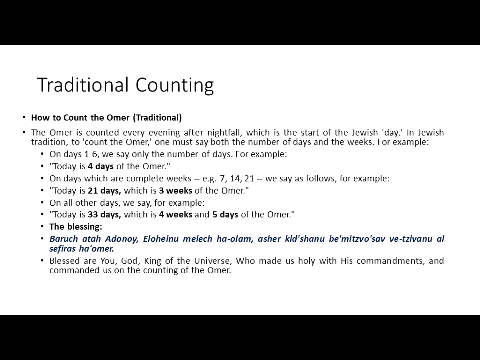 Traditional Counting
• How to Count the Omer (Traditional)
• The Omer is counted every evening after nightfall, which is the start of the Jewish 'day.' In Jewish
tradition, to 'count the Omer,' one must say both the number of days and the weeks. For example:
• On days 1-6, we say only the number of days. For example:
• "Today is 4 days of the Omer."
• On days which are complete weeks -- e.g. 7, 14, 21 -- we say as follows, for example:
• "Today is 21 days, which is 3 weeks of the Omer."
• On all other days, we say, for example:
• "Today is 33 days, which is 4 weeks and 5 days of the Omer."
• The blessing:
• Baruch atah Adonoy, Eloheinu melech ha-olam, asher kid'shanu be'mitzvo'sav ve-tzivanu al
sefiras ha'omer.
• Blessed are You, God, King of the Universe, Who made us holy with His commandments, and
commanded us on the counting of the Omer.